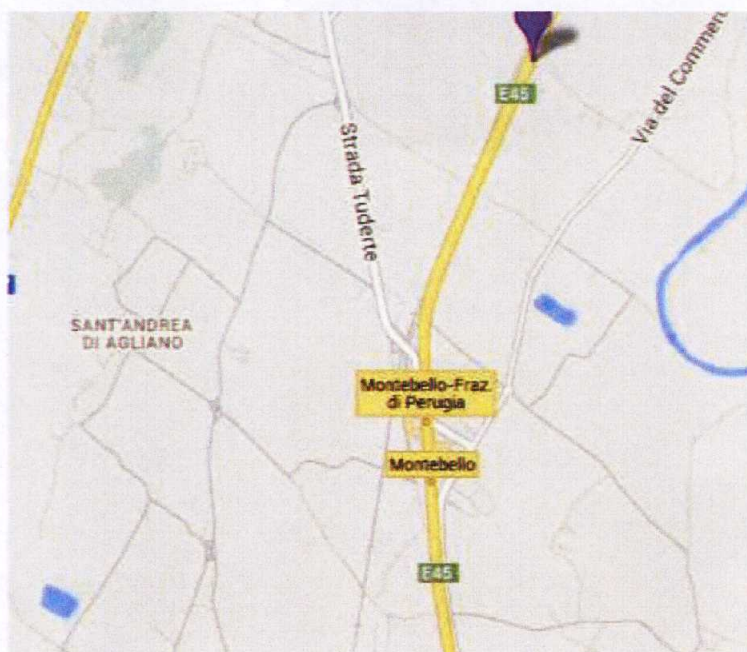 E45
Via del Commerc
Strada Tuderte
SANT'ANDREA
DI AGLIANO
Montebello-Fraz.
di Perugia
Montebello
E45